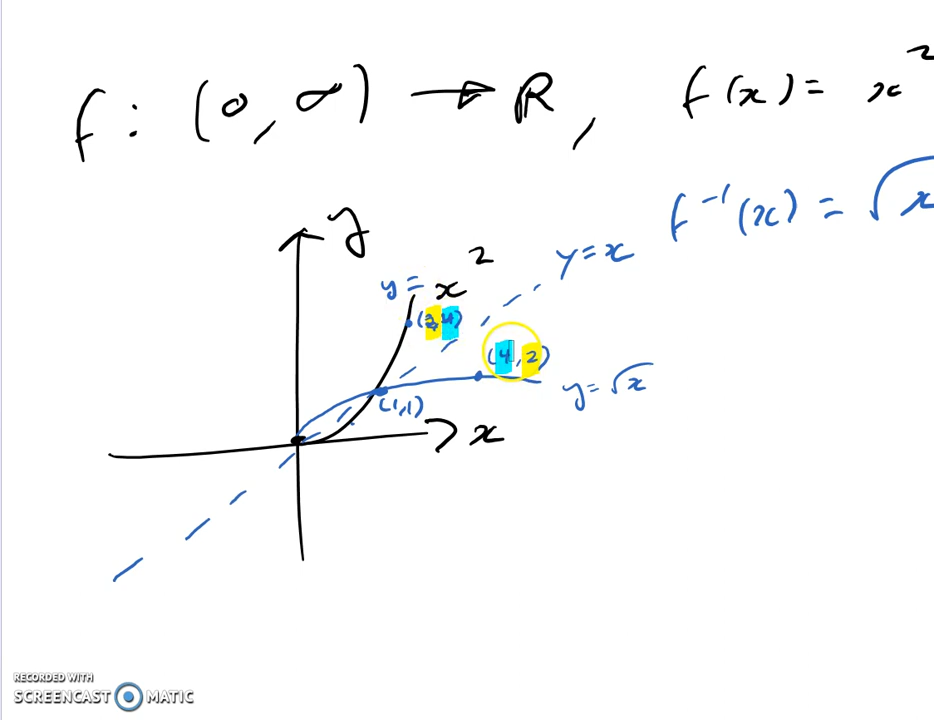 f : (0, ∞) → ℝ, f(x) = x²
f⁻¹(x) = √x
y
y = x²
y = x
(2,4)
(4,2)
(1,1)
y = √x
x
RECORDED WITH
SCREENCAST MATIC